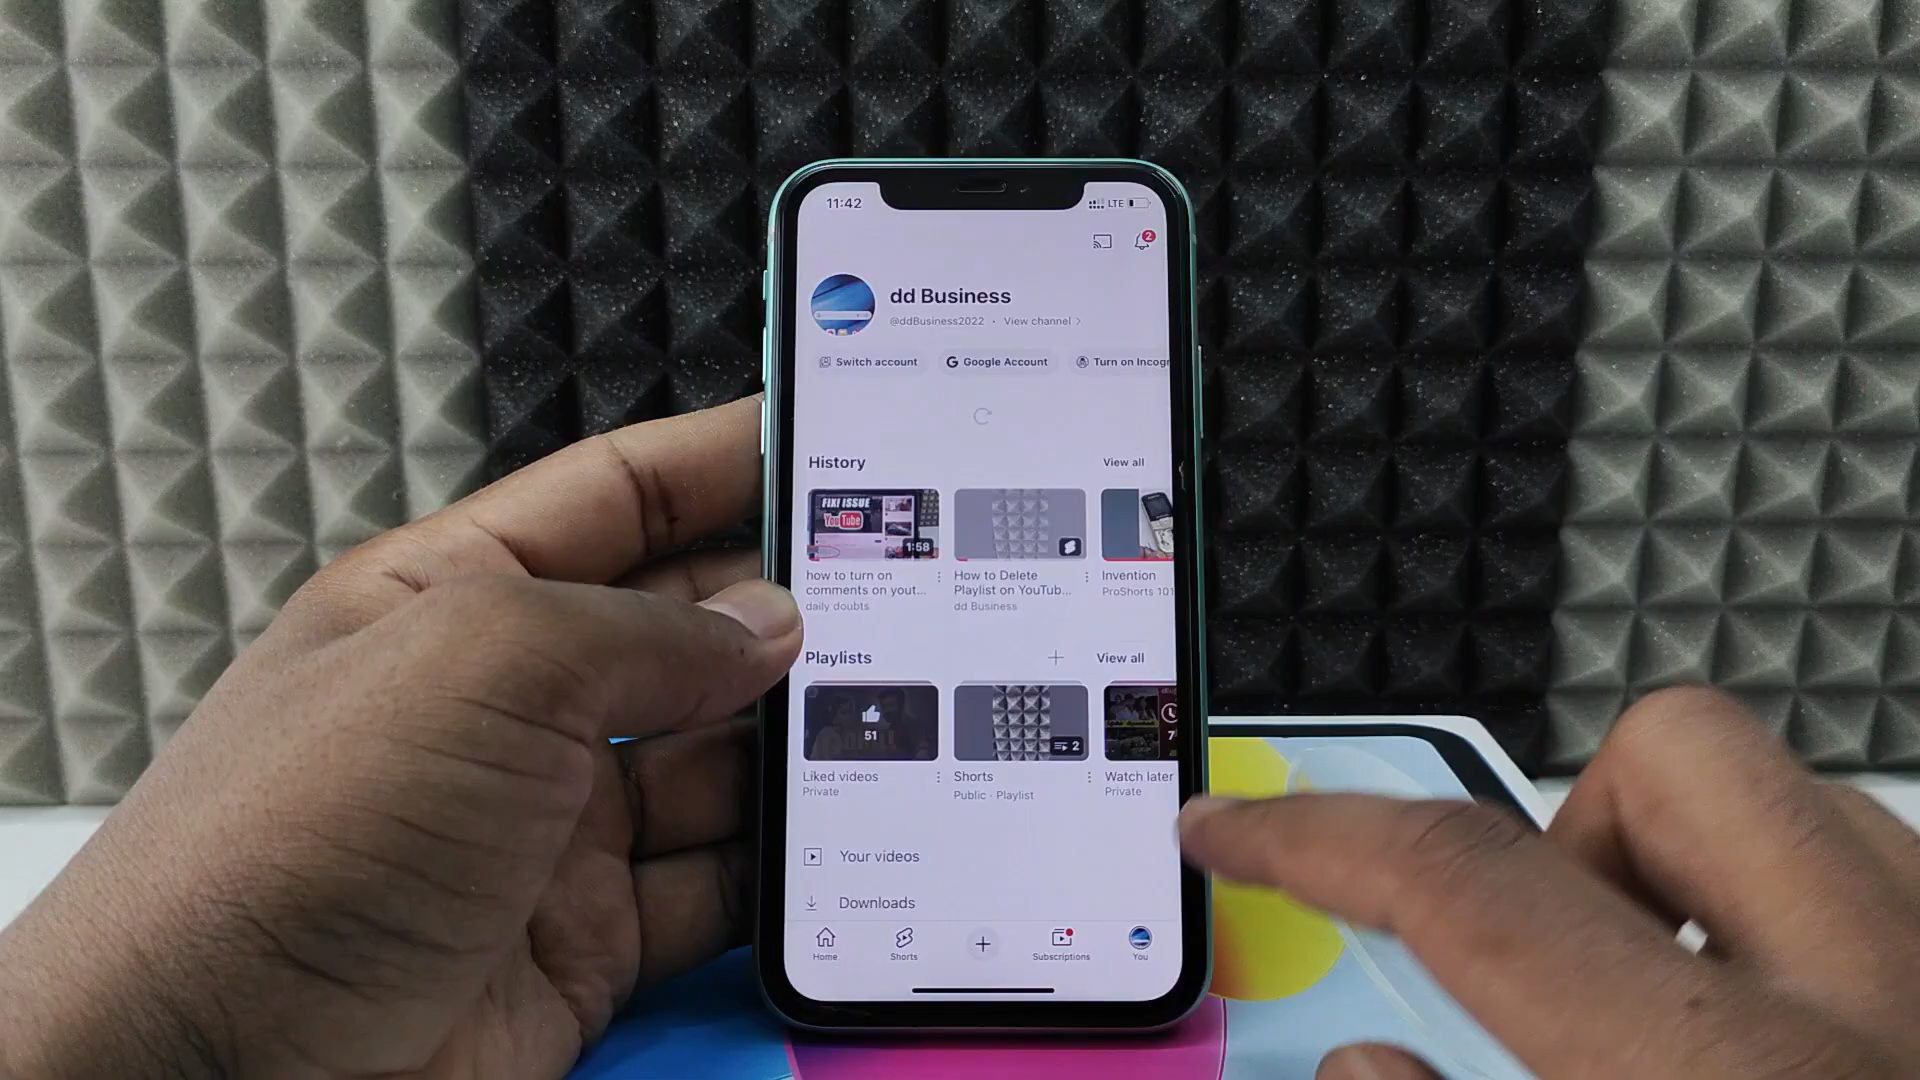 11:42
LTE
2
dd Business
@ddBusiness2022 · View channel >
Switch account
Google Account
Turn on Incogn
History
View all
FIX! ISSUE
YouTube
1:58
how to turn on
comments on yout...
daily doubts
How to Delete
Playlist on YouTub...
dd Business
Invention
ProShorts 101
Playlists
+
View all
51
2
7
Liked videos
Private
Shorts
Public · Playlist
Watch later
Private
Your videos
Downloads
Home
Shorts
+
Subscriptions
You